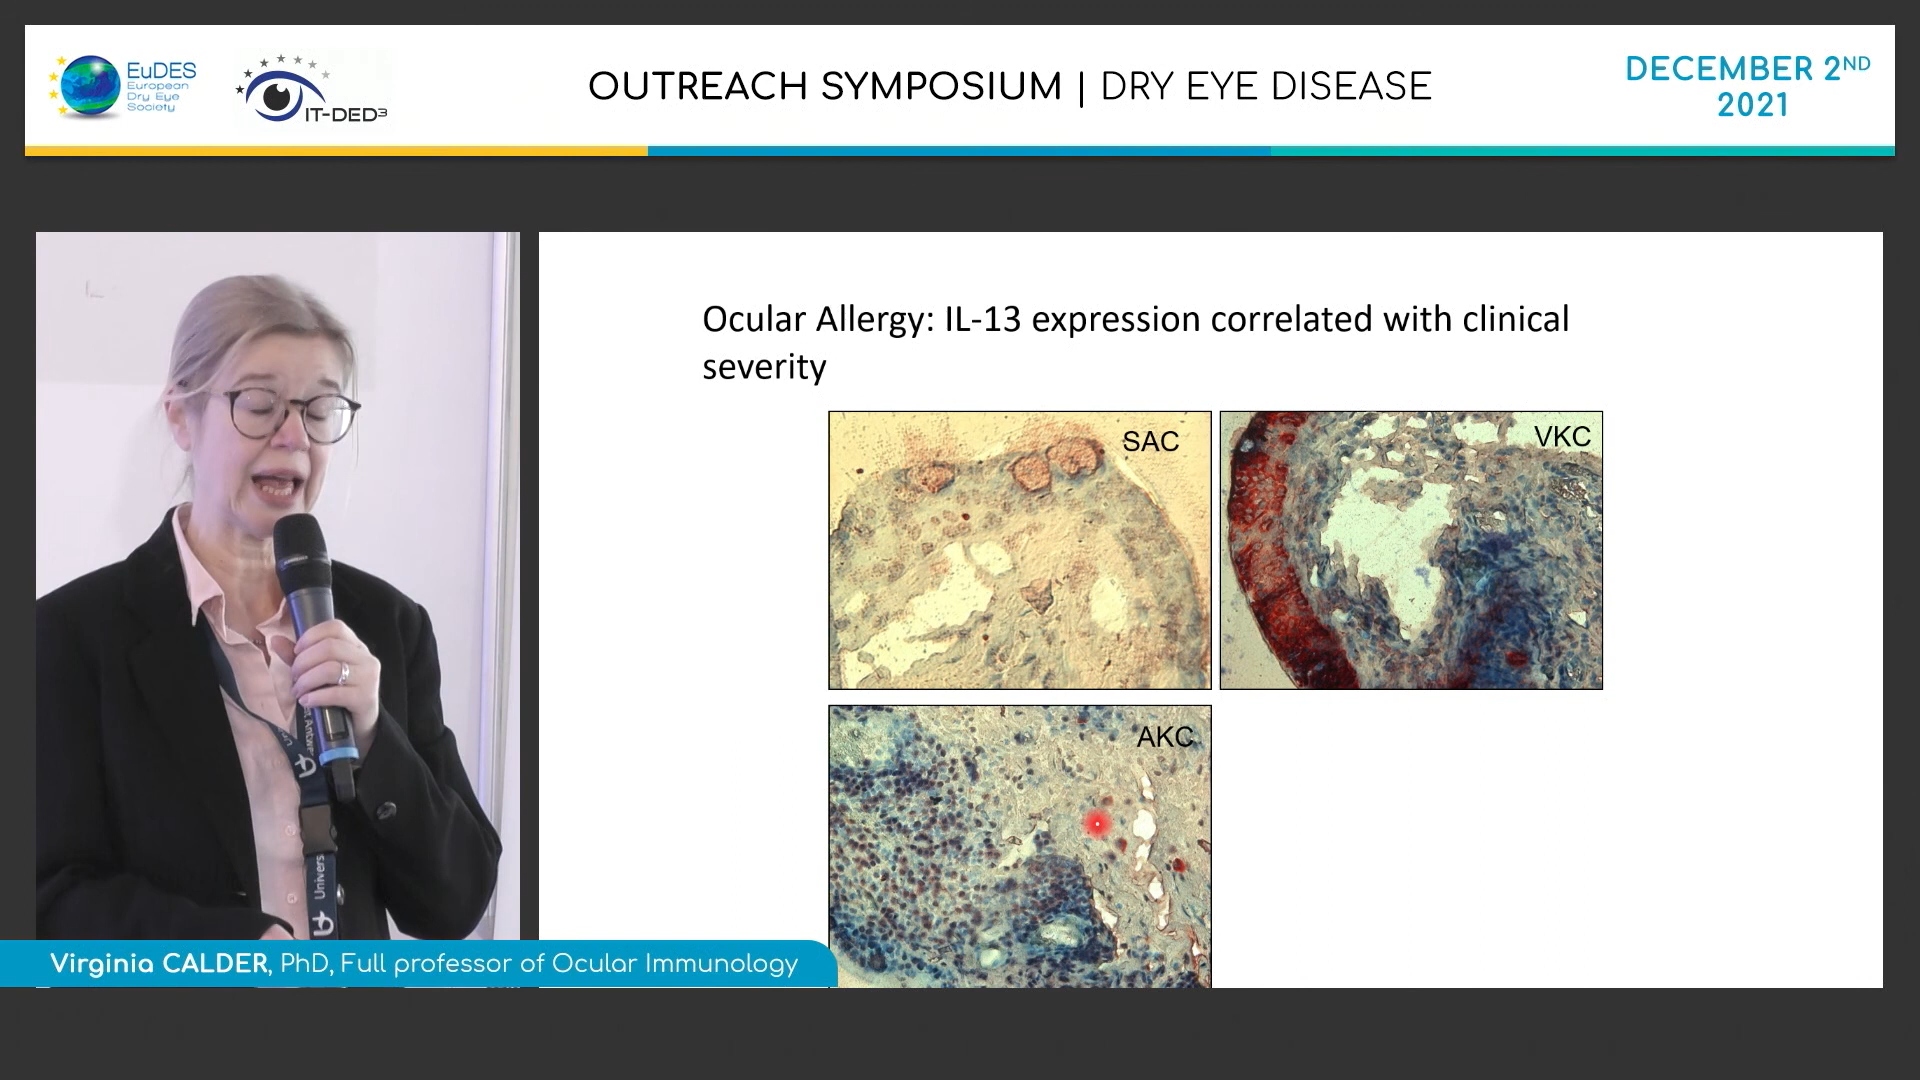 EuDES
European
Dry Eye
Society
IT-DED³
OUTREACH SYMPOSIUM | DRY EYE DISEASE
DECEMBER 2ND
2021
Ocular Allergy: IL-13 expression correlated with clinical
severity
SAC
VKC
AKC
Univers
Virginia CALDER, PhD, Full professor of Ocular Immunology